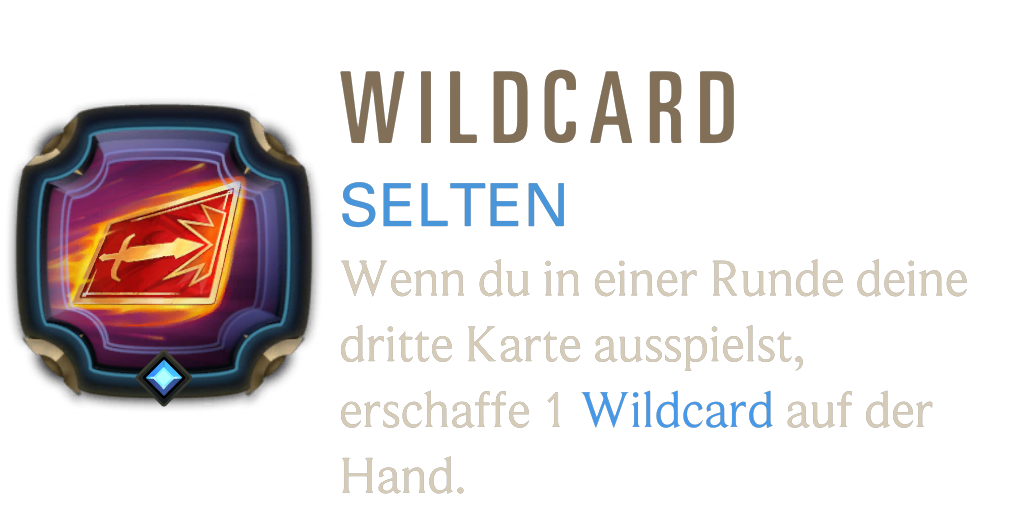 WILDCARD
SELTEN
Wenn du in einer Runde deine
dritte Karte ausspielst,
erschaffe 1 Wildcard auf der
Hand.